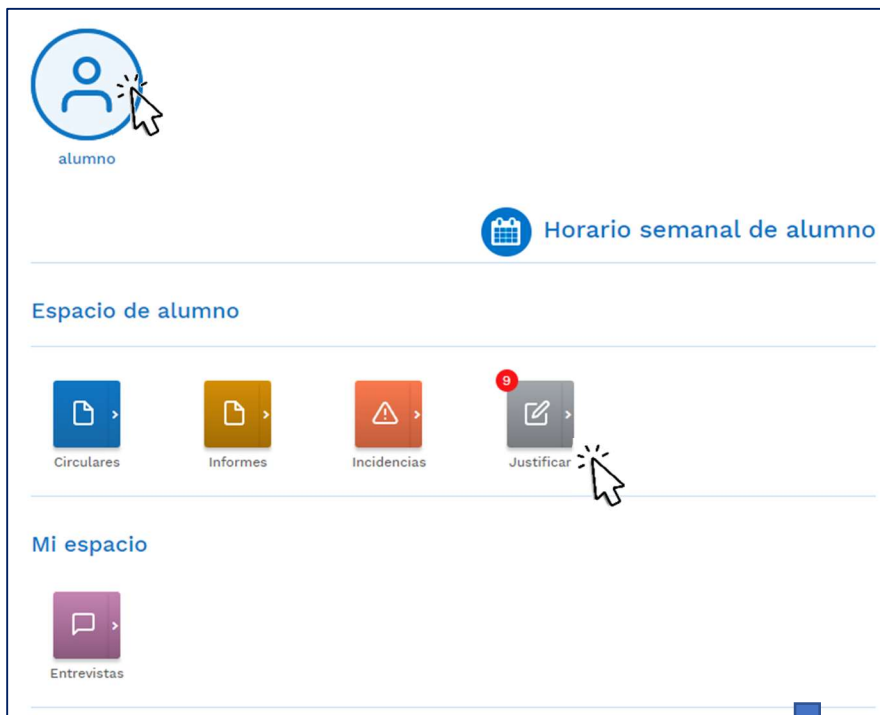 alumno
Horario semanal de alumno
Espacio de alumno
9
Circulares
Informes
Incidencias
Justificar
Mi espacio
Entrevistas